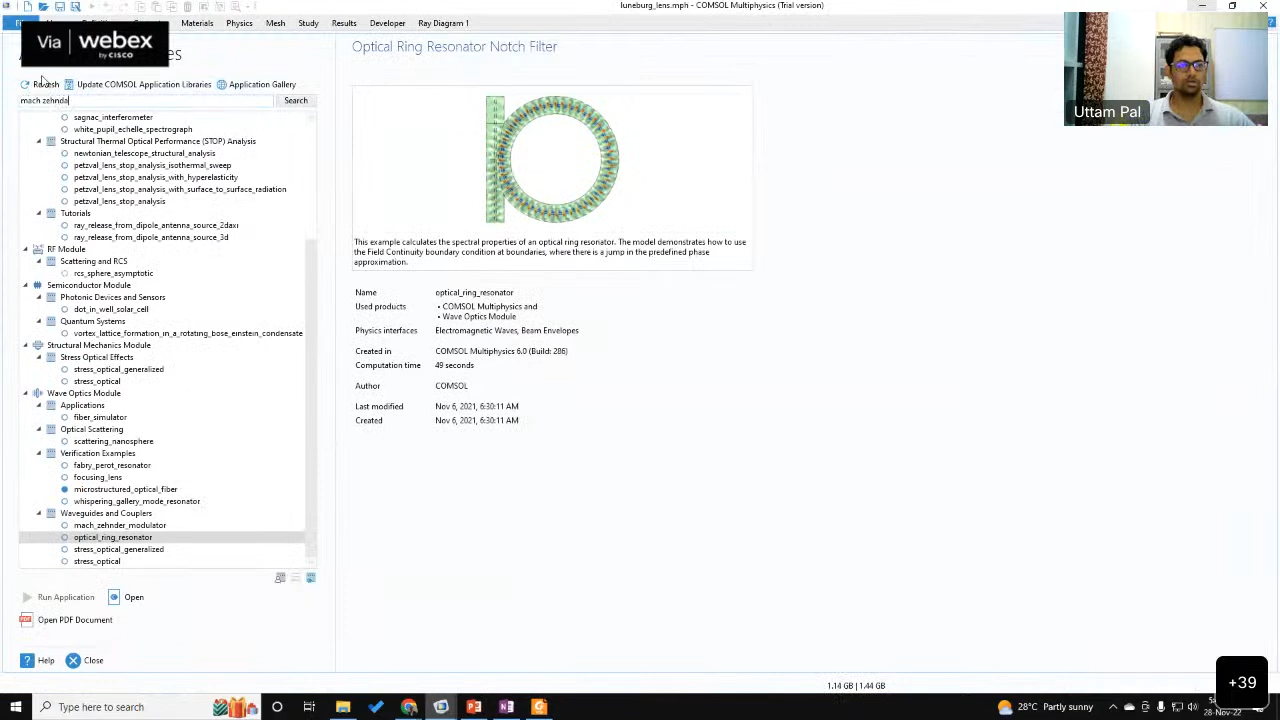 luneburg_lens.mph - COMSOL Multiphysics (Trial version)
Materials Physics Mesh Study Results Developer Ray Diagram 1
Via webex
by CISCO
Refresh Update COMSOL Application Libraries Application Gallery
mach zehnda Search
sagnac_interferometer
white_pupil_echelle_spectrograph
Structural Thermal Optical Performance (STOP) Analysis
newtonian_telescope_structural_analysis
petzval_lens_stop_analysis_isothermal_sweep
petzval_lens_stop_analysis_with_hyperelasticity
petzval_lens_stop_analysis_with_surface_to_surface_radiation
petzval_lens_stop_analysis
Tutorials
ray_release_from_dipole_antenna_source_2daxi
ray_release_from_dipole_antenna_source_3d
RF Module
Scattering and RCS
rcs_sphere_asymptotic
Semiconductor Module
Photonic Devices and Sensors
dot_in_well_solar_cell
Quantum Systems
vortex_lattice_formation_in_a_rotating_bose_einstein_condensate
Structural Mechanics Module
Stress Optical Effects
stress_optical_generalized
stress_optical
Wave Optics Module
Applications
fiber_simulator
Optical Scattering
scattering_nanosphere
Verification Examples
fabry_perot_resonator
focusing_lens
microstructured_optical_fiber
whispering_gallery_mode_resonator
Waveguides and Couplers
mach_zehnder_modulator
optical_ring_resonator
stress_optical_generalized
stress_optical
Run Application Open
Open PDF Document
Help Close
Optical Ring Resonator Notch Filter
This example calculates the spectral properties of an optical ring resonator. The model demonstrates how to use
the Field Continuity boundary condition at boundaries, where there is a jump in the predefined phase
approximation.
Name optical_ring_resonator
Used products • COMSOL Multiphysics and
• Wave Optics Module
Physics interfaces Electromagnetic Waves, Beam Envelopes
Created in COMSOL Multiphysics 6.0 (Build: 286)
Computation time 49 seconds
Author COMSOL
Last modified Nov 6, 2021, 6:30:11 AM
Created Nov 6, 2021, 6:30:11 AM
Uttam Pal
1.14 GB | 1.44 GB
+39
Type here to search
28°C Partly sunny
28-Nov-22